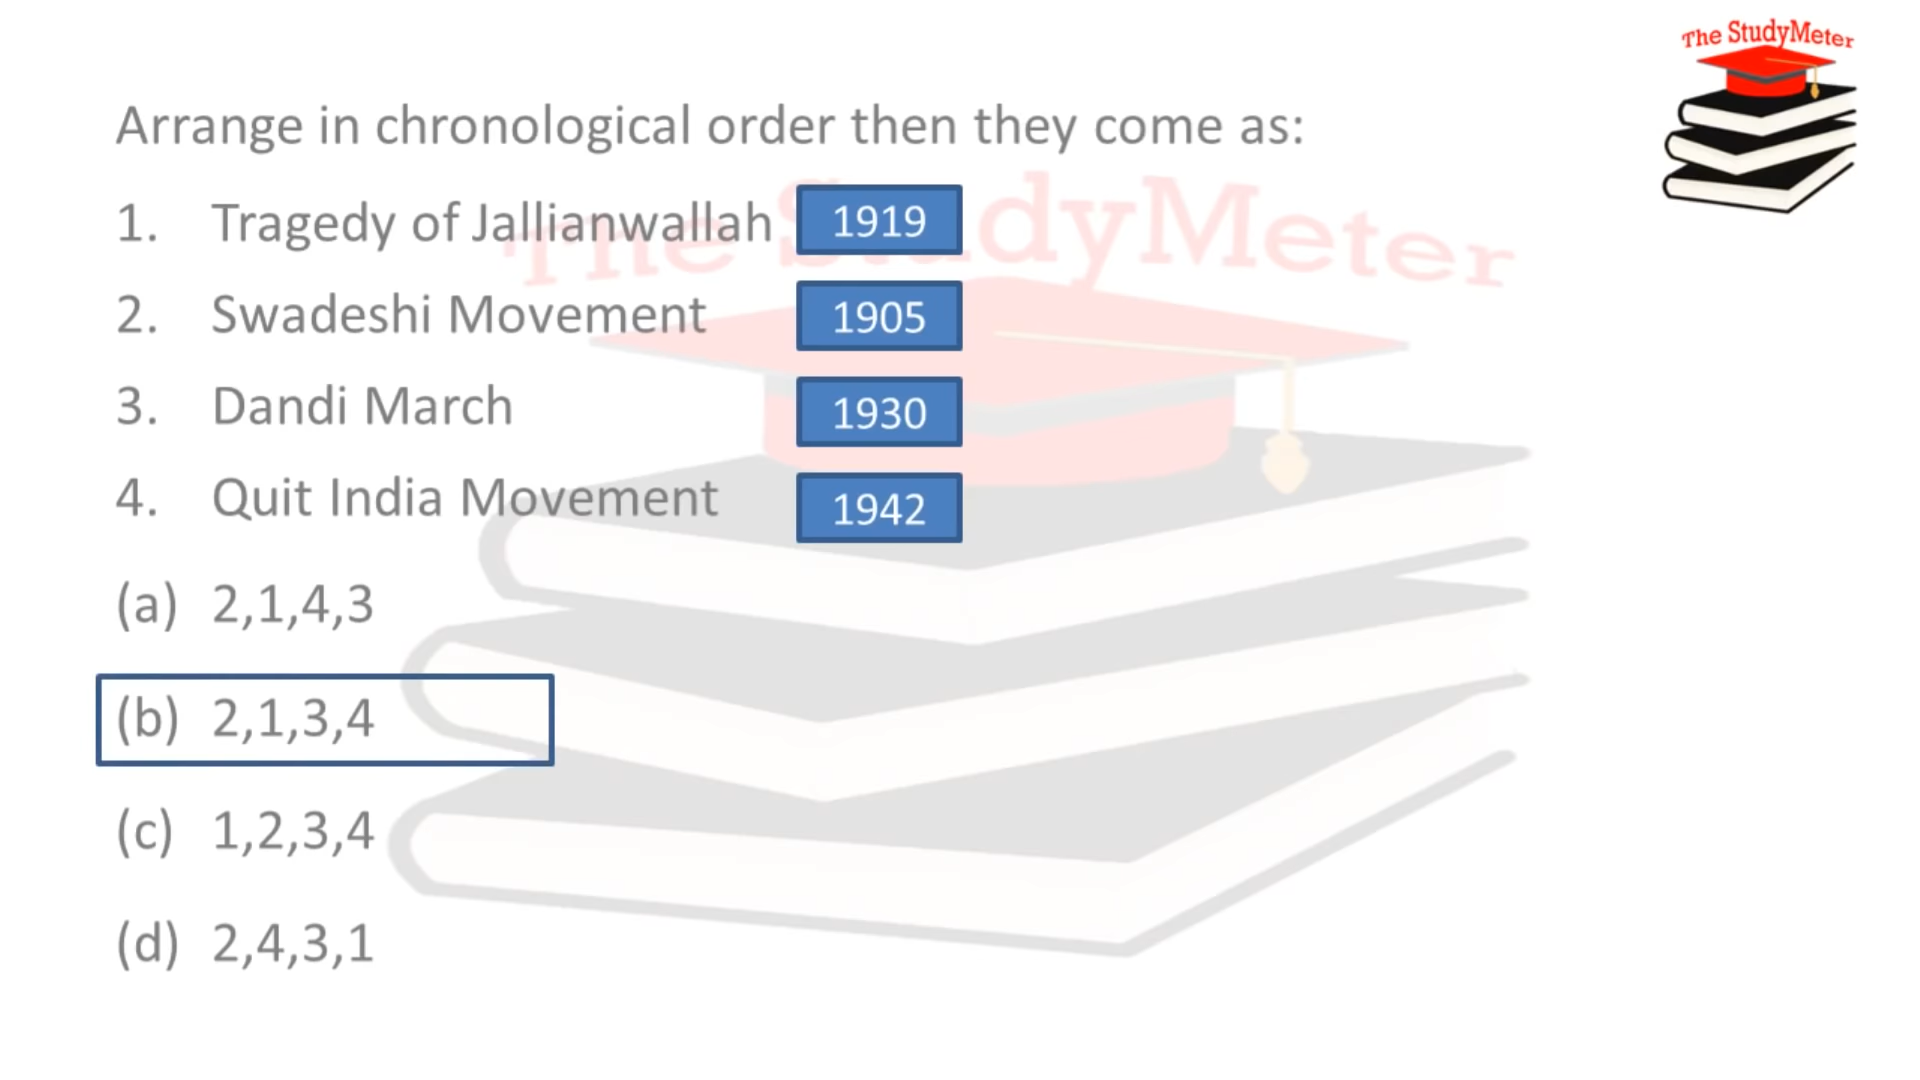 The StudyMeter
Arrange in chronological order then they come as:
1. Tragedy of Jallianwallah 1919
2. Swadeshi Movement 1905
3. Dandi March 1930
4. Quit India Movement 1942
(a) 2,1,4,3
(b) 2,1,3,4
(c) 1,2,3,4
(d) 2,4,3,1
The StudyMeter